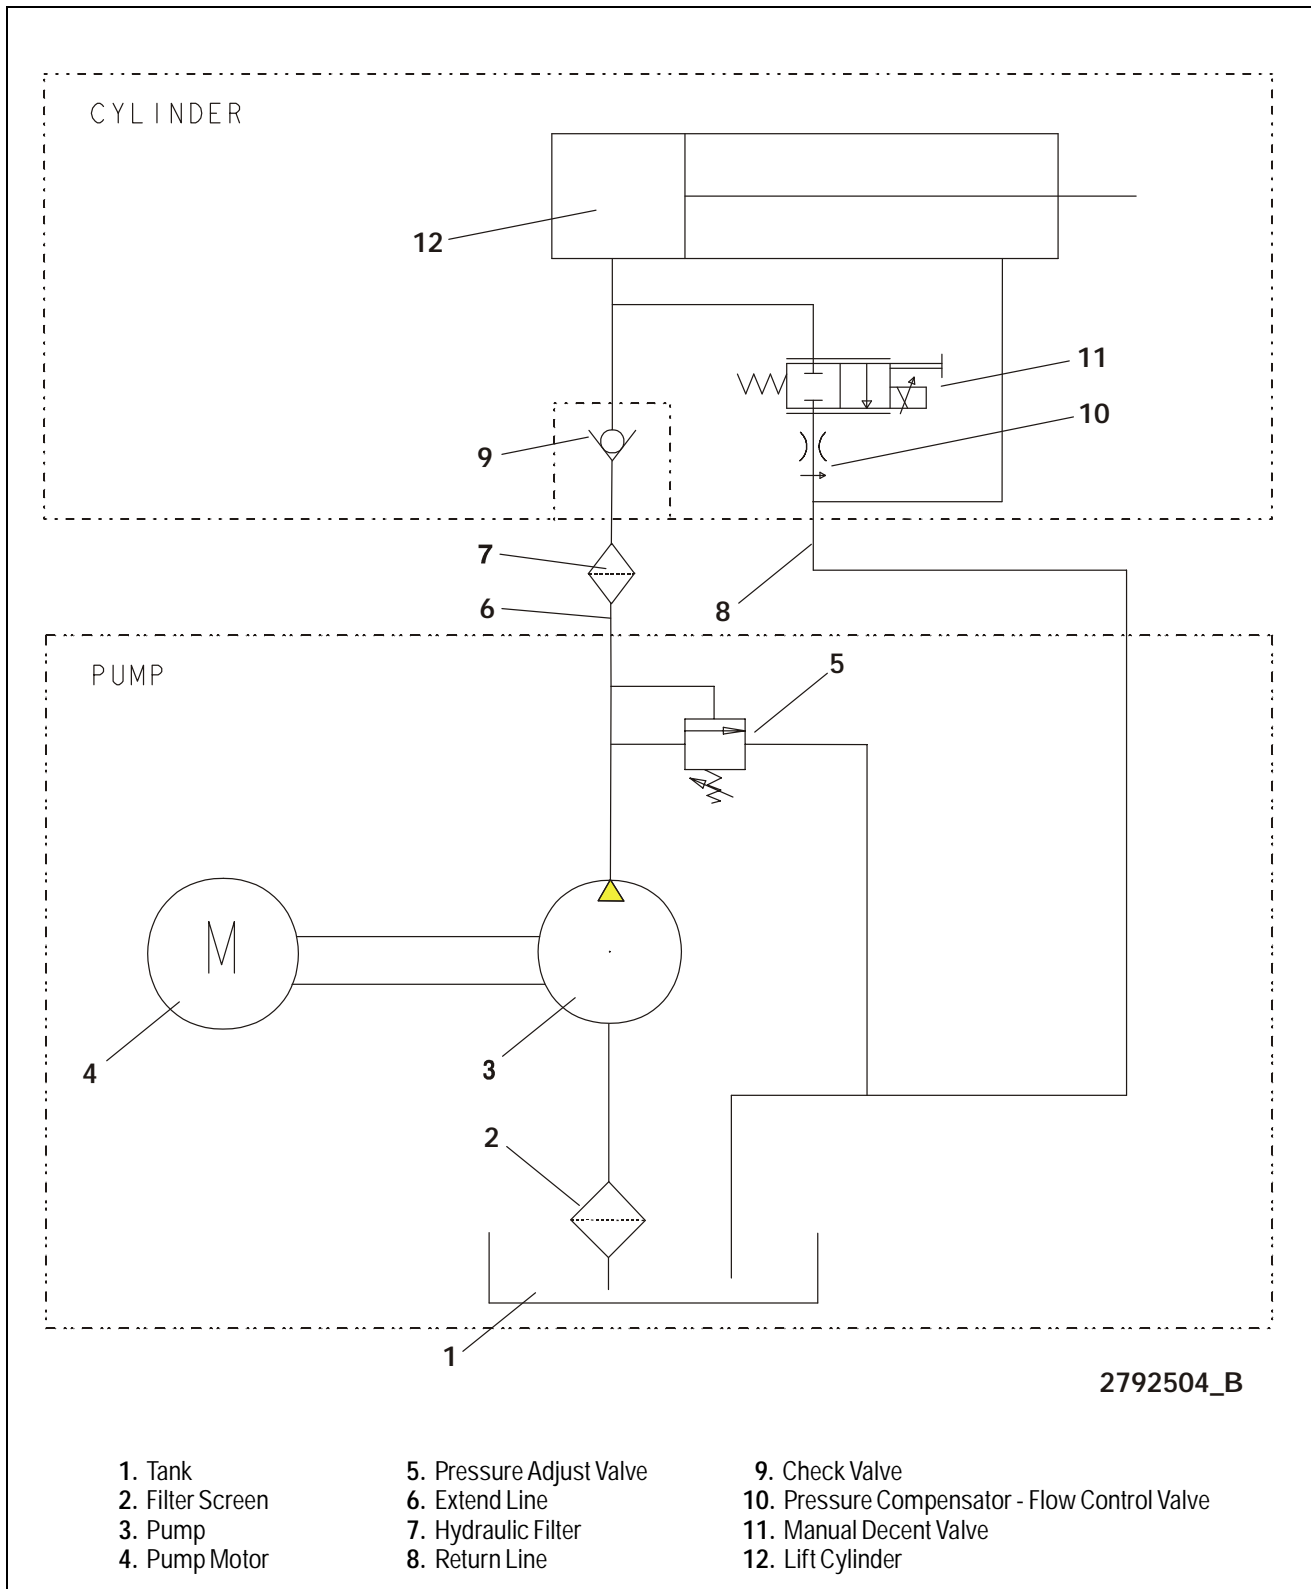 CYLINDER
12
11
10
9
7
6
8
PUMP
5
M
4
3
2
1
2792504_B
1. Tank
2. Filter Screen
3. Pump
4. Pump Motor
5. Pressure Adjust Valve
6. Extend Line
7. Hydraulic Filter
8. Return Line
9. Check Valve
10. Pressure Compensator - Flow Control Valve
11. Manual Decent Valve
12. Lift Cylinder